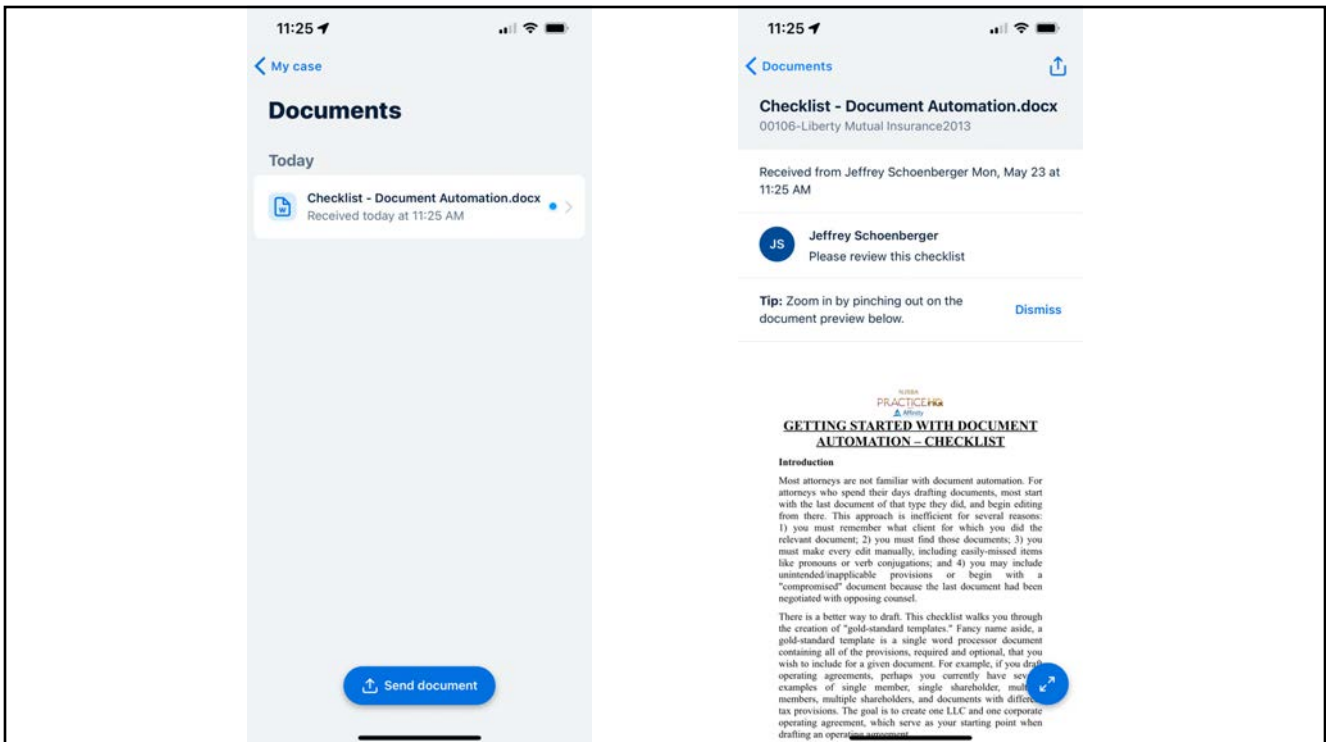 11:25
My case
Documents
Today
Checklist - Document Automation.docx
Received today at 11:25 AM
Send document
11:25
Documents
Checklist - Document Automation.docx
00106-Liberty Mutual Insurance2013
Received from Jeffrey Schoenberger Mon, May 23 at
11:25 AM
JS
Jeffrey Schoenberger
Please review this checklist
Tip: Zoom in by pinching out on the
document preview below.
Dismiss
PRACTICEHQ
Affinity
GETTING STARTED WITH DOCUMENT
AUTOMATION – CHECKLIST
Introduction
Most attorneys are not familiar with document automation. For
attorneys who spend their days drafting documents, most start
with the last document of that type they did, and begin editing
from there. This approach is inefficient for several reasons:
1) you must remember what client for which you did the
relevant document; 2) you must find those documents; 3) you
must make every edit manually, including easily-missed items
like pronouns or verb conjugations; and 4) you may include
unintended/inapplicable provisions or begin with a
"compromised" document because the last document had been
negotiated with opposing counsel.
There is a better way to draft. This checklist walks you through
the creation of "gold-standard templates." Fancy name aside, a
gold-standard template is a single word processor document
containing all of the provisions, required and optional, that you
wish to include for a given document. For example, if you draft
operating agreements, perhaps you currently have
examples of single member, single shareholder,
members, multiple shareholders, and documents with
tax provisions. The goal is to create one LLC and one corporate
operating agreement, which serve as your starting point when
drafting an operating agreement.